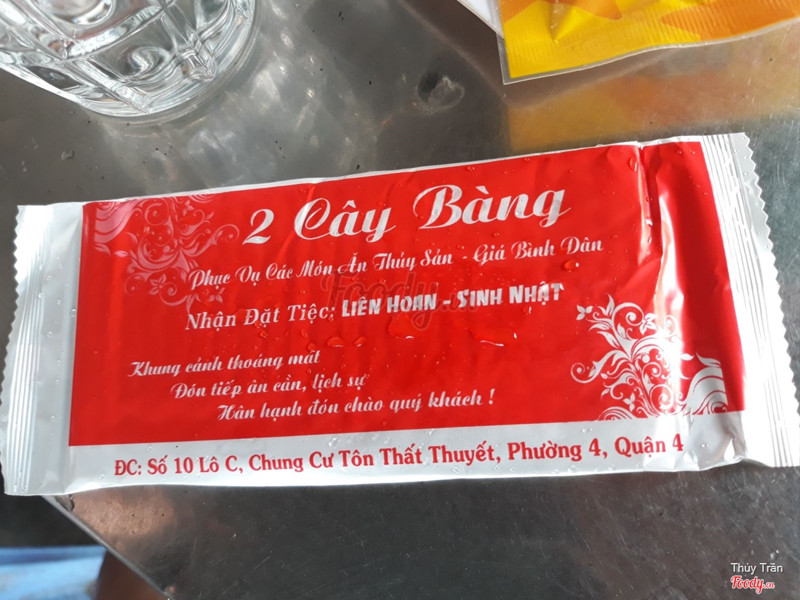 2 Cây Bàng
Phục Vụ Các Món Ăn Thủy Sản - Giá Bình Dân
Nhận Đặt Tiệc: LIÊN HOAN - SINH NHẬT
Khung cảnh thoáng mát
Đón tiếp ân cần, lịch sự
Hân hạnh đón chào quý khách !
ĐC: Số 10 Lô C, Chung Cư Tôn Thất Thuyết, Phường 4, Quận 4
Foody.vn
Thủy Trần
Foody.vn